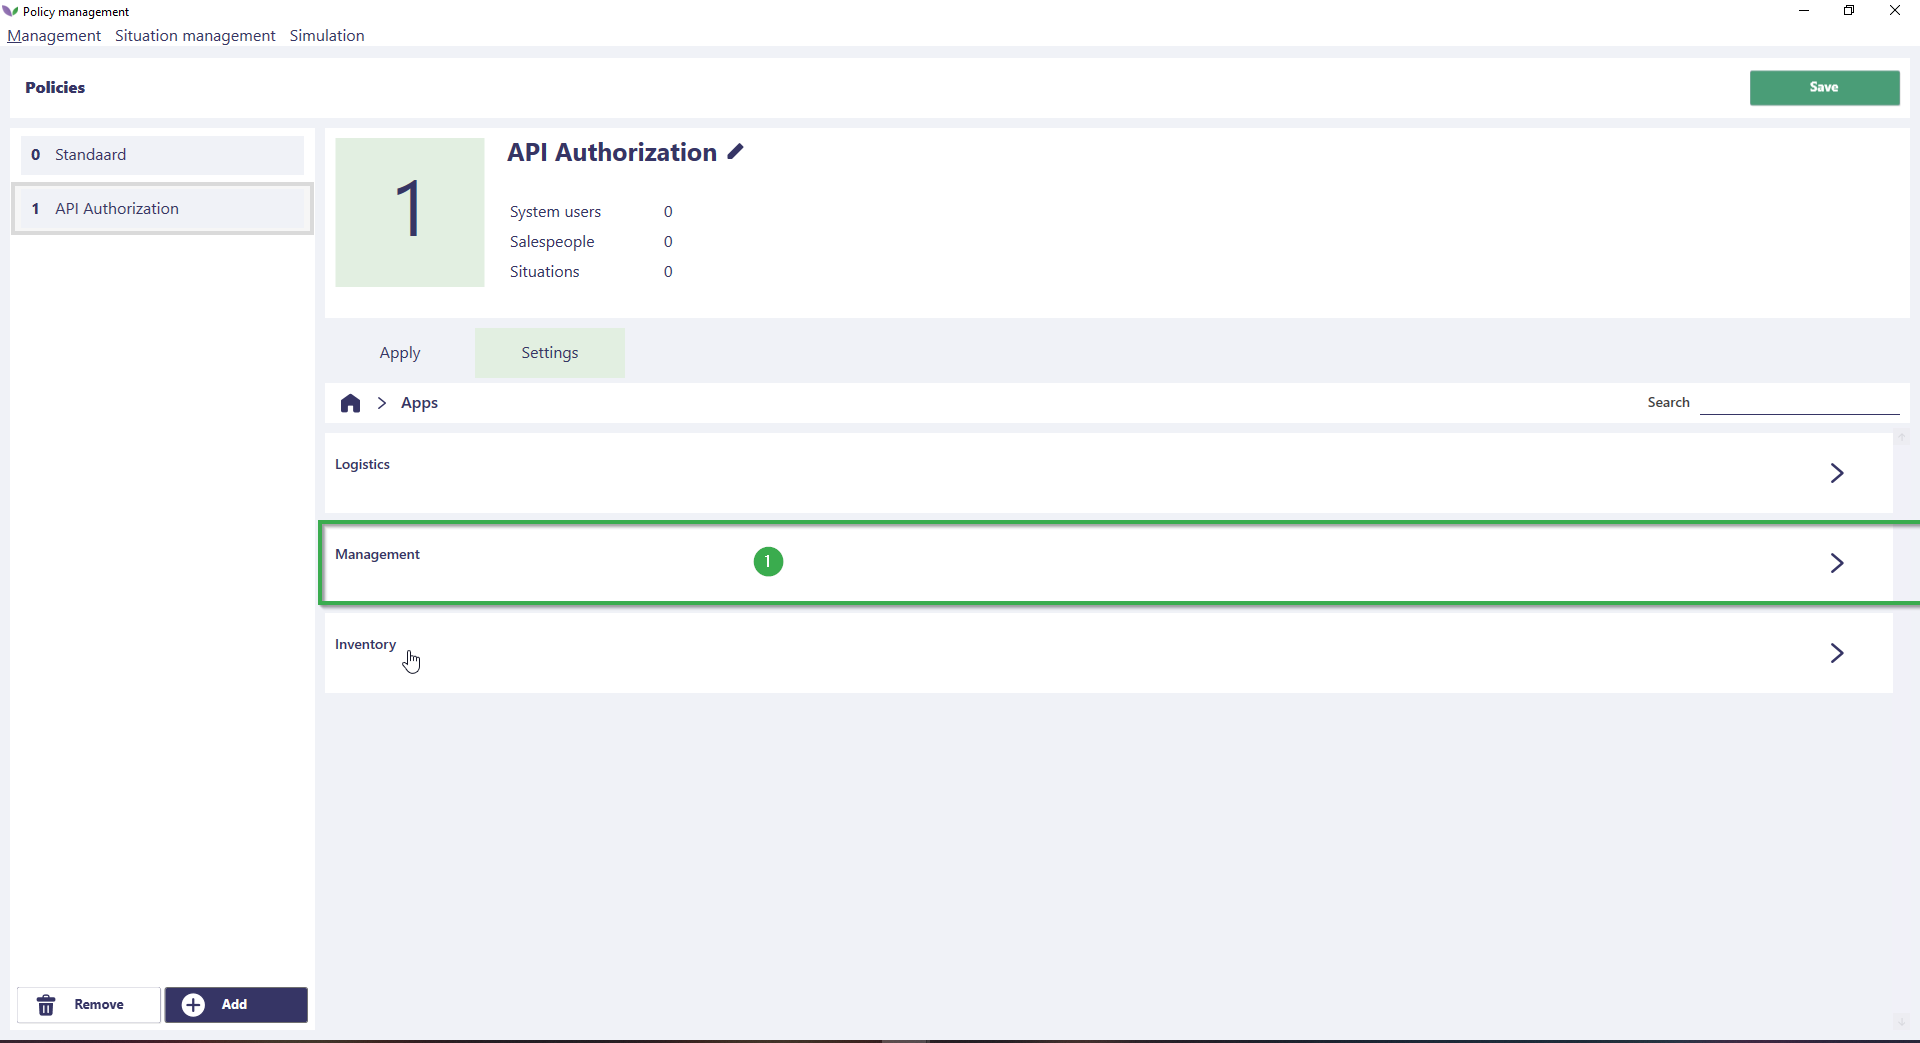 Policy management
Management Situation management Simulation
Policies
Save
0 Standaard
1 API Authorization
1
API Authorization
System users 0
Salespeople 0
Situations 0
Apply Settings
Apps
Search
Logistics
Management
1
Inventory
Remove Add